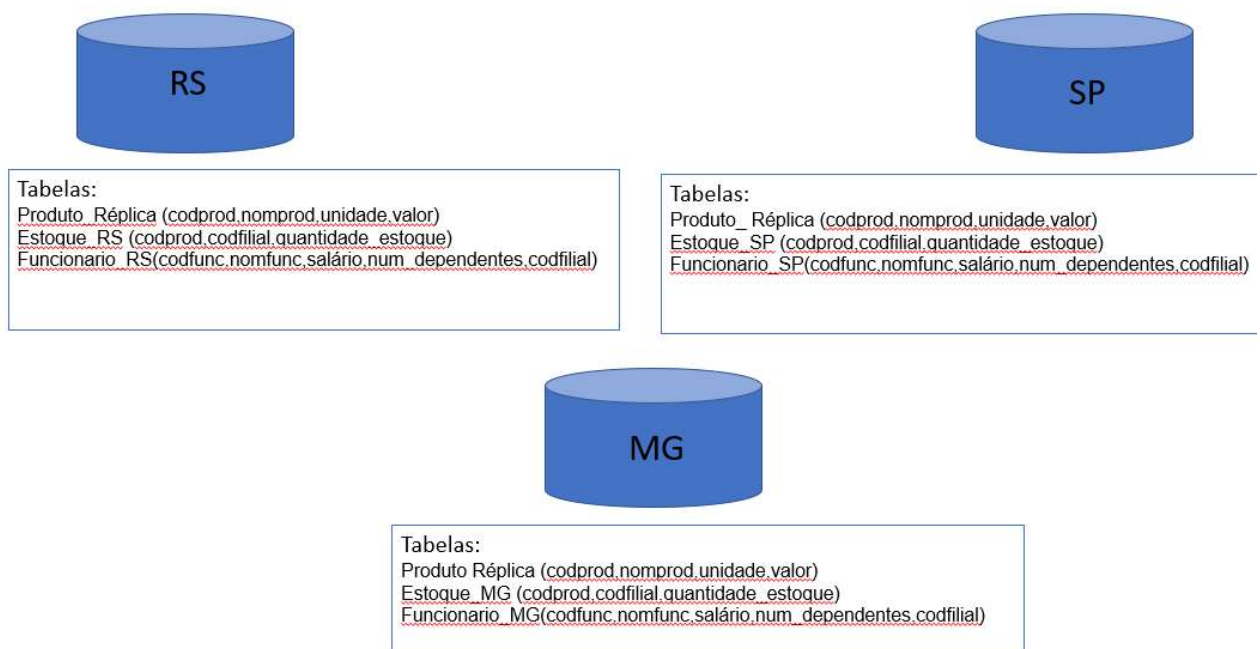 RS
SP
Tabelas:
Produto_Réplica (codprod,nomprod,unidade,valor)
Estoque_RS (codprod,codfilial,quantidade_estoque)
Funcionario_RS(codfunc,nomfunc,salário,num_dependentes,codfilial)
Tabelas:
Produto_ Réplica (codprod,nomprod,unidade,valor)
Estoque_SP (codprod,codfilial,quantidade_estoque)
Funcionario_SP(codfunc,nomfunc,salário,num_dependentes,codfilial)
MG
Tabelas:
Produto Réplica (codprod,nomprod,unidade,valor)
Estoque_MG (codprod,codfilial,quantidade_estoque)
Funcionario_MG(codfunc,nomfunc,salário,num_dependentes,codfilial)